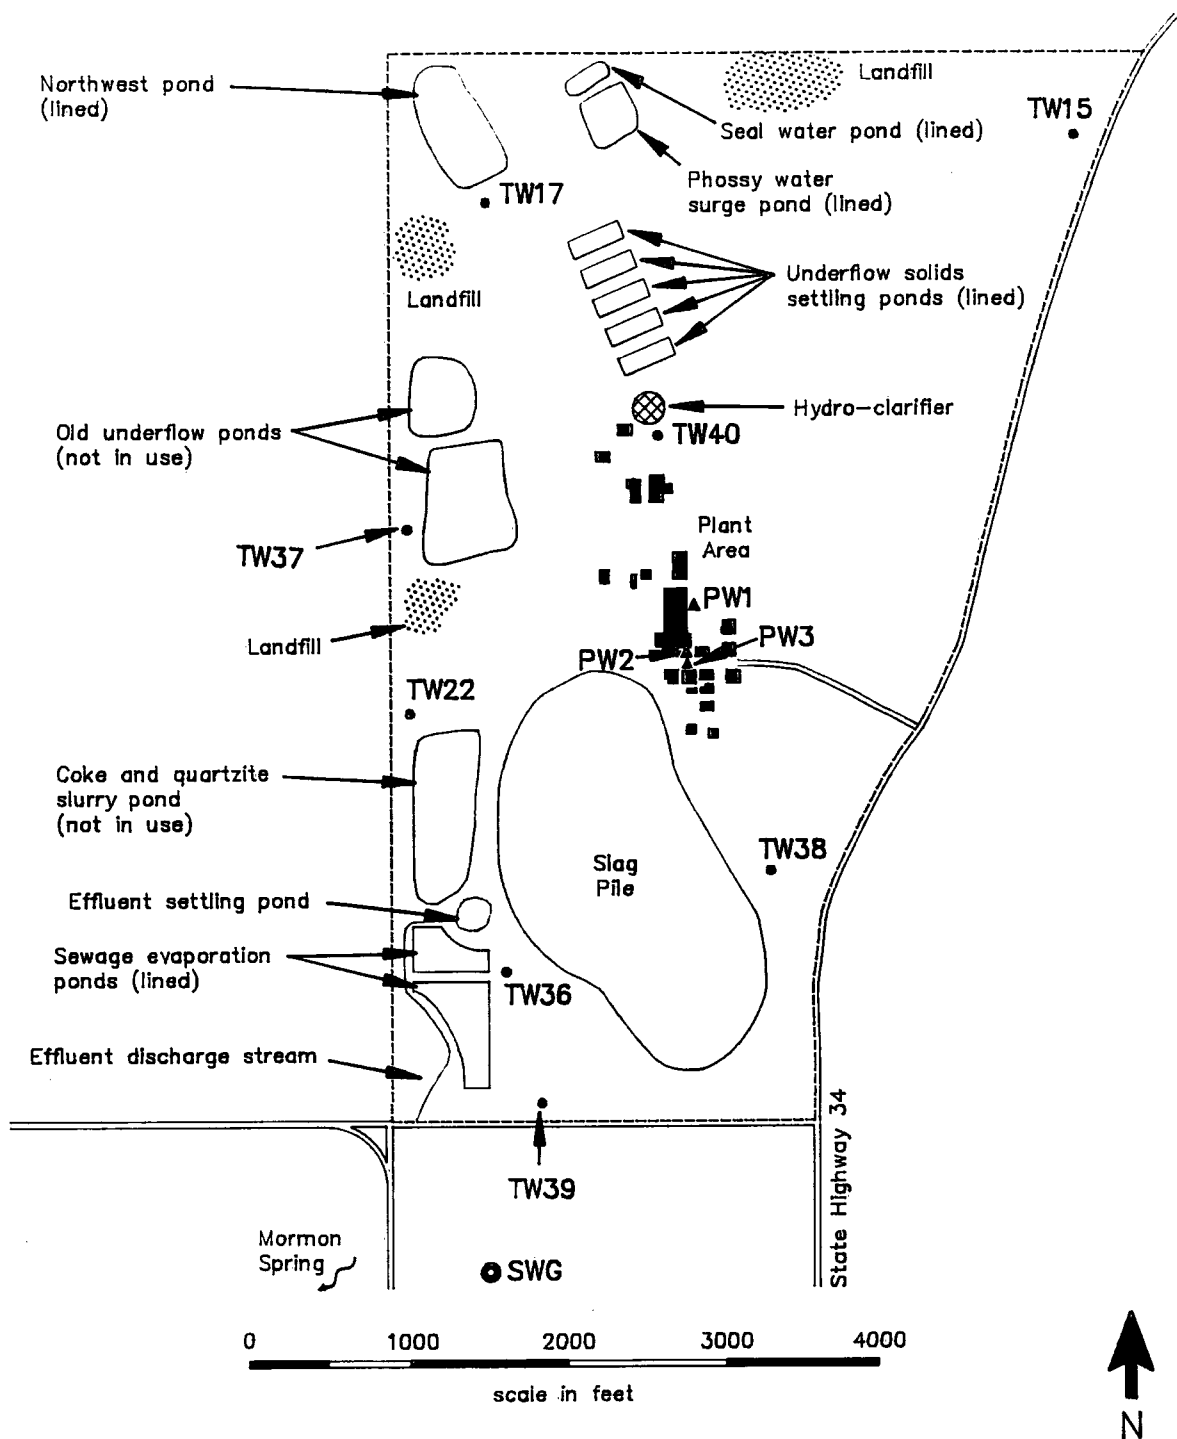 Northwest pond
(lined)
Landfill
TW15
Seal water pond (lined)
Phossy water
surge pond (lined)
TW17
Landfill
Underflow solids
settling ponds (lined)
Hydro-clarifier
Old underflow ponds
(not in use)
TW40
Plant
Area
TW37
PW1
Landfill
PW2
PW3
TW22
Coke and quartzite
slurry pond
(not in use)
Slag
Pile
TW38
Effluent settling pond
Sewage evaporation
ponds (lined)
TW36
Effluent discharge stream
State Highway 34
TW39
Mormon
Spring
SWG
0 1000 2000 3000 4000
scale in feet
N